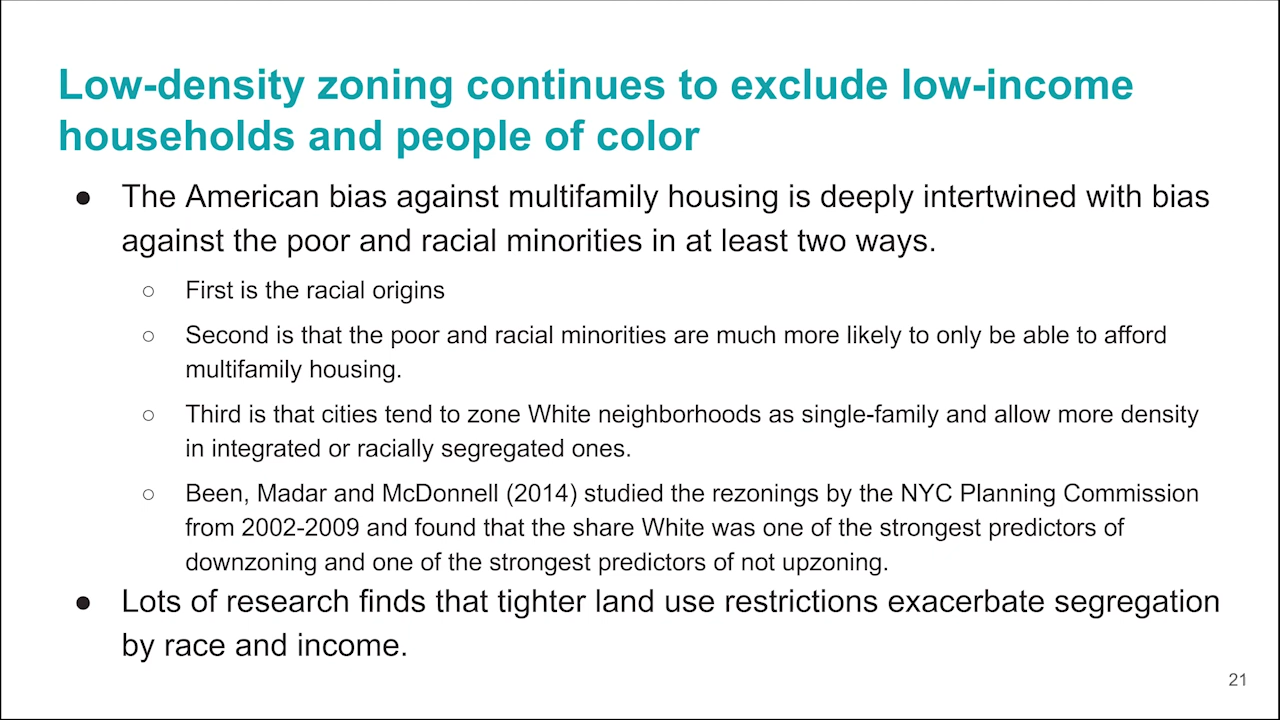 Low-density zoning continues to exclude low-income
households and people of color
● The American bias against multifamily housing is deeply intertwined with bias
against the poor and racial minorities in at least two ways.
○ First is the racial origins
○ Second is that the poor and racial minorities are much more likely to only be able to afford
multifamily housing.
○ Third is that cities tend to zone White neighborhoods as single-family and allow more density
in integrated or racially segregated ones.
○ Been, Madar and McDonnell (2014) studied the rezonings by the NYC Planning Commission
from 2002-2009 and found that the share White was one of the strongest predictors of
downzoning and one of the strongest predictors of not upzoning.
● Lots of research finds that tighter land use restrictions exacerbate segregation
by race and income.
21